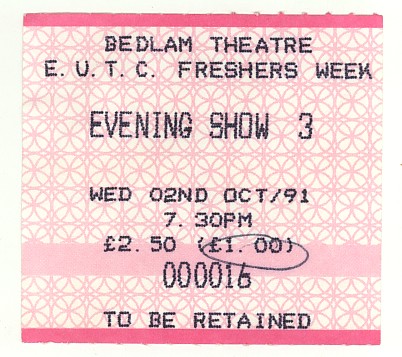 BEDLAM THEATRE
E.U.T.C. FRESHERS WEEK
EVENING SHOW 3
WED 02ND OCT/91
7.30PM
£2.50 (£1.00)
000016
TO BE RETAINED